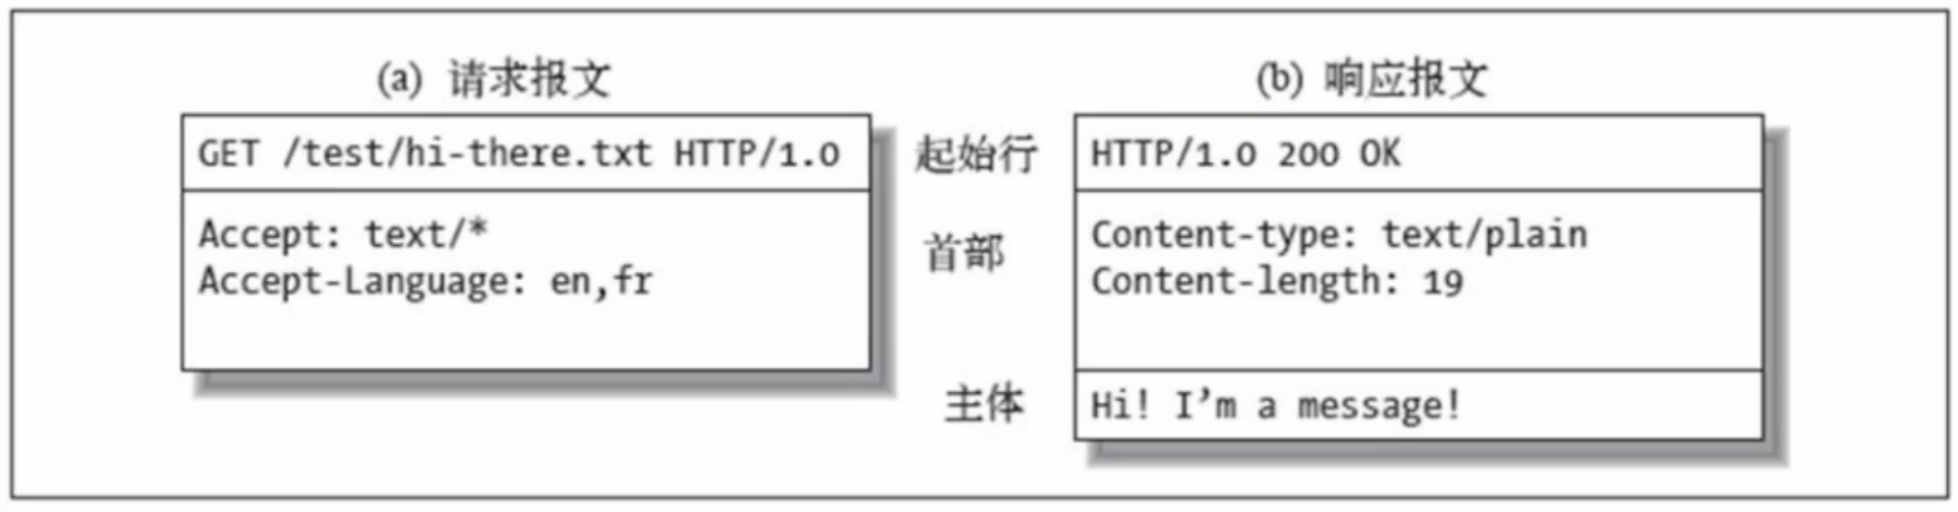 (a) 请求报文
GET /test/hi-there.txt HTTP/1.0
Accept: text/*
Accept-Language: en,fr
起始行
首部
主体
(b) 响应报文
HTTP/1.0 200 OK
Content-type: text/plain
Content-length: 19
Hi! I’m a message!